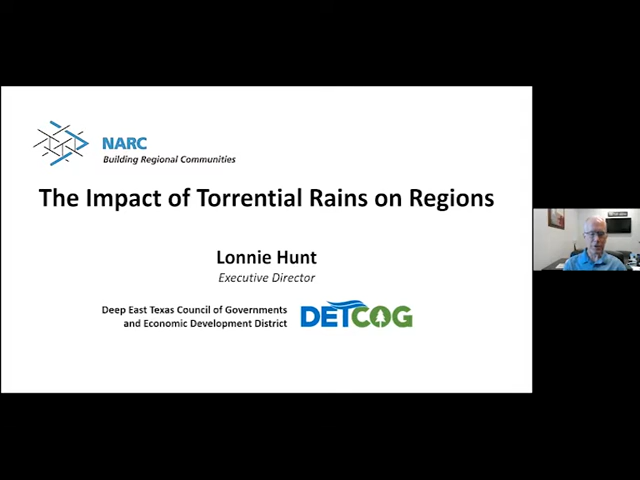 NARC
Building Regional Communities
The Impact of Torrential Rains on Regions
Lonnie Hunt
Executive Director
Deep East Texas Council of Governments
and Economic Development District
DETCOG